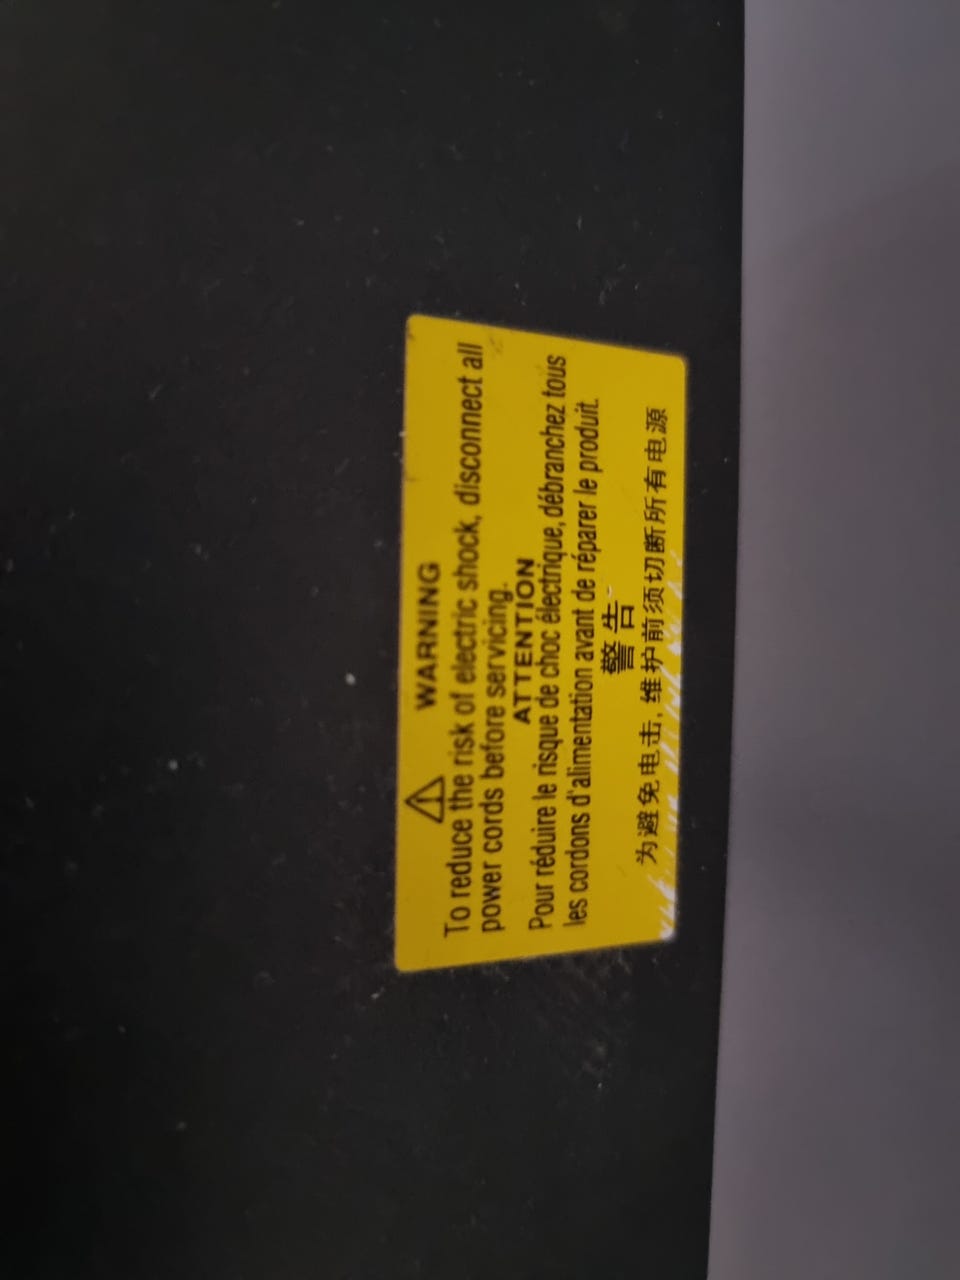 WARNING
To reduce the risk of electric shock, disconnect all
power cords before servicing.
ATTENTION
Pour réduire le risque de choc électrique, débranchez tous
les cordons d'alimentation avant de réparer le produit.
警告
为避免电击, 维护前须切断所有电源